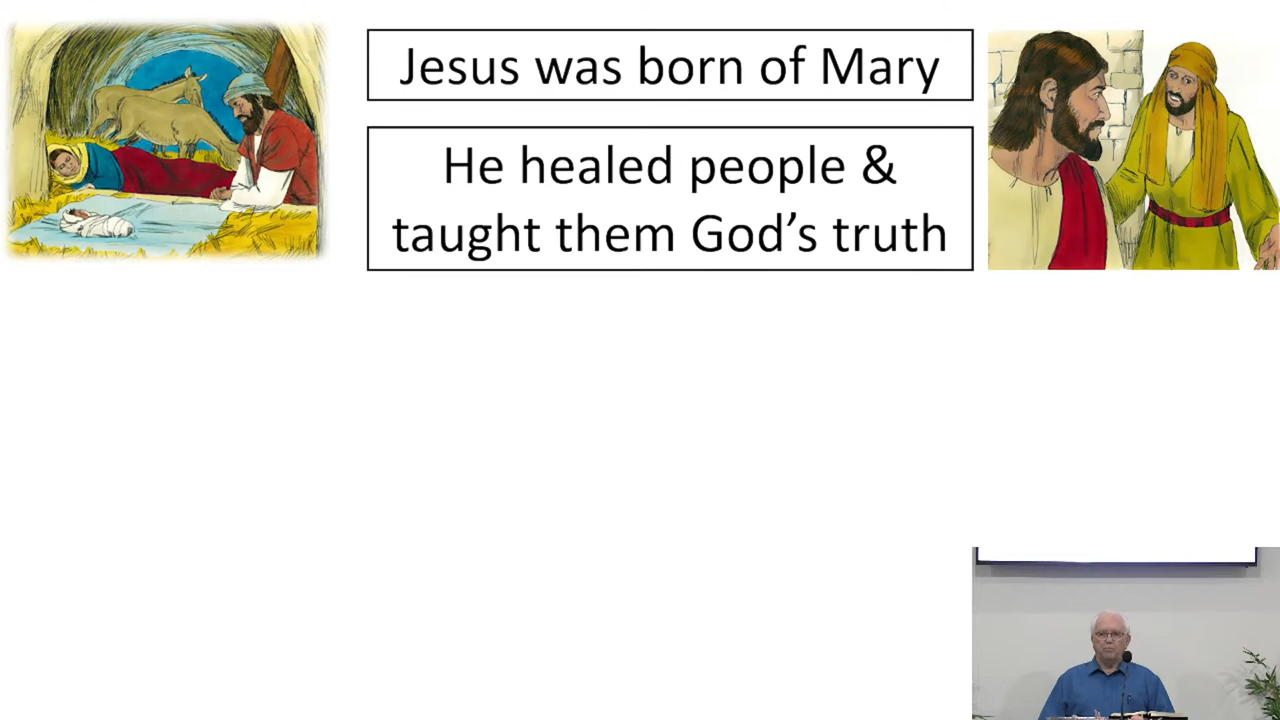 Jesus was born of Mary
He healed people &
taught them God’s truth